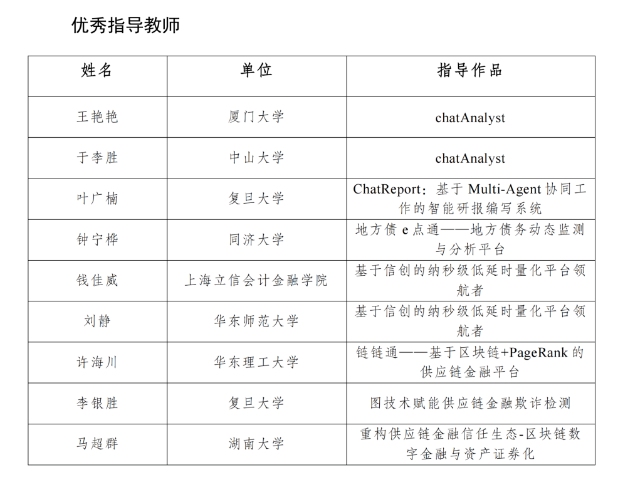 优秀指导教师
姓名 单位 指导作品
王艳艳 厦门大学 chatAnalyst
于李胜 中山大学 chatAnalyst
叶广楠 复旦大学 ChatReport：基于 Multi-Agent 协同工
作的智能研报编写系统
钟宁桦 同济大学 地方债 e 点通——地方债务动态监测
与分析平台
钱佳威 上海立信会计金融学院 基于信创的纳秒级低延时量化平台领
航者
刘静 华东师范大学 基于信创的纳秒级低延时量化平台领
航者
许海川 华东理工大学 链链通——基于区块链+PageRank 的
供应链金融平台
李银胜 复旦大学 图技术赋能供应链金融欺诈检测
马超群 湖南大学 重构供应链金融信任生态-区块链数
字金融与资产证券化